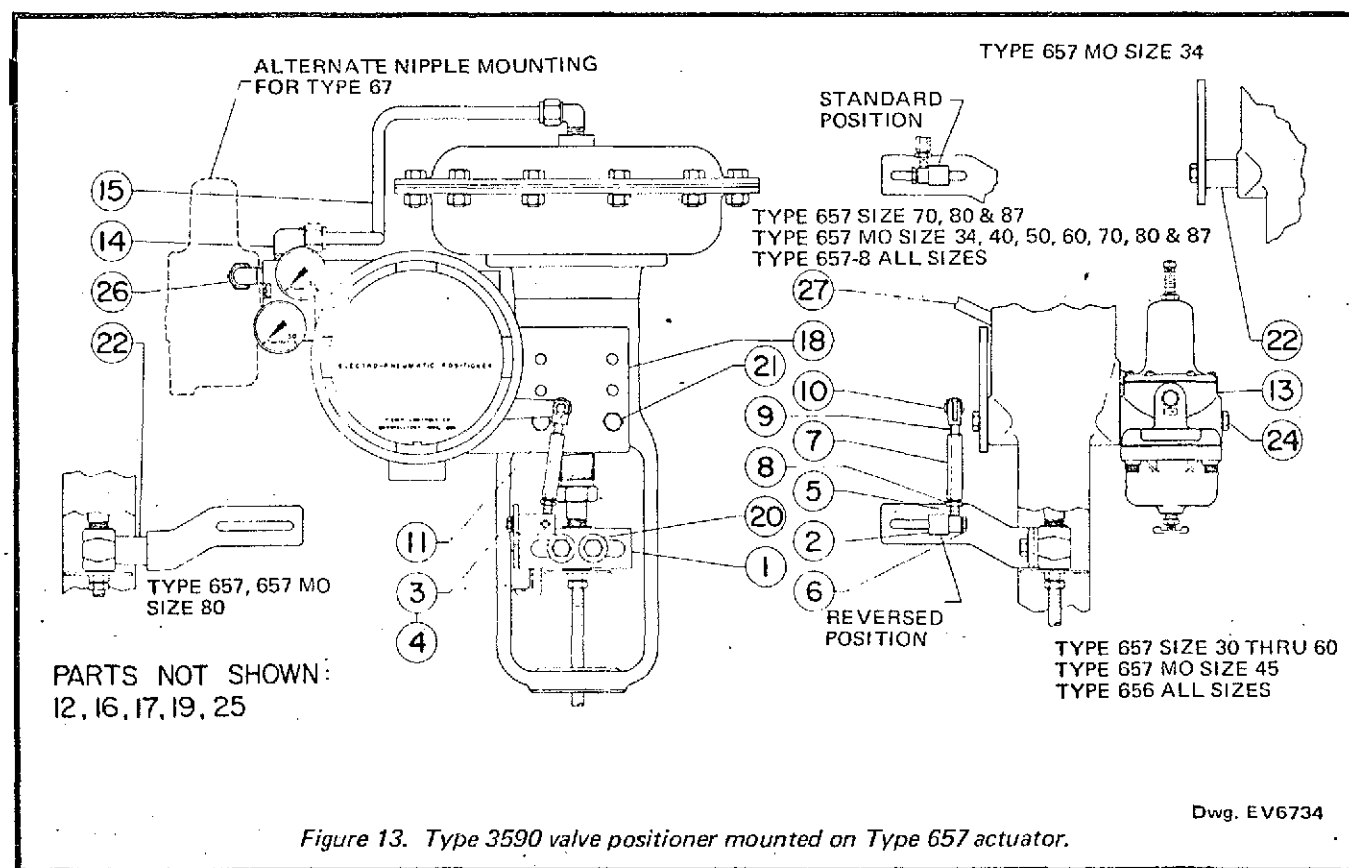 TYPE 657 MO SIZE 34
ALTERNATE NIPPLE MOUNTING
FOR TYPE 67
STANDARD
POSITION
15
14
26
22
TYPE 657 SIZE 70, 80 & 87
TYPE 657 MO SIZE 34, 40, 50, 60, 70, 80 & 87
TYPE 657-8 ALL SIZES
27
18
21
22
13
24
10
9
7
8
5
2
6
ELECTRO-PNEUMATIC POSITIONER
11
3
4
20
1
REVERSED
POSITION
TYPE 657, 657 MO
SIZE 80
TYPE 657 SIZE 30 THRU 60
TYPE 657 MO SIZE 45
TYPE 656 ALL SIZES
PARTS NOT SHOWN:
12, 16, 17, 19, 25
Dwg. EV6734
Figure 13. Type 3590 valve positioner mounted on Type 657 actuator.